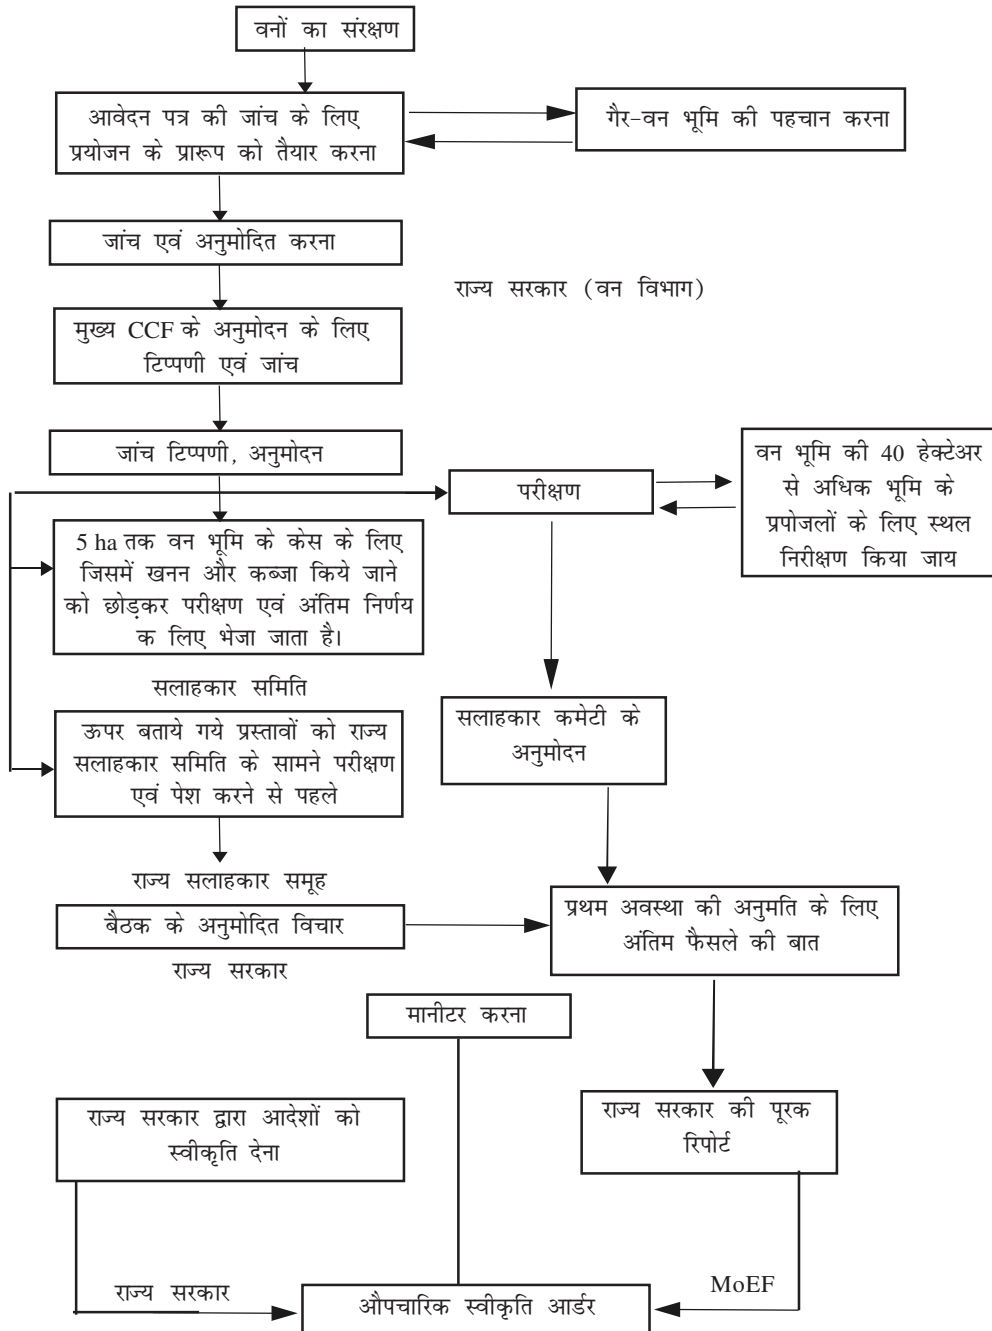 वनों का संरक्षण
आवेदन पत्र की जांच के लिए
प्रयोजन के प्रारूप को तैयार करना
गैर-वन भूमि की पहचान करना
जांच एवं अनुमोदित करना
राज्य सरकार (वन विभाग)
मुख्य CCF के अनुमोदन के लिए
टिप्पणी एवं जांच
जांच टिप्पणी, अनुमोदन
परीक्षण
वन भूमि की 40 हेक्टेअर
से अधिक भूमि के
प्रपोजलों के लिए स्थल
निरीक्षण किया जाय
5 ha तक वन भूमि के केस के लिए
जिसमें खनन और कब्जा किये जाने
को छोड़कर परीक्षण एवं अंतिम निर्णय
क लिए भेजा जाता है।
सलाहकार समिति
ऊपर बताये गये प्रस्तावों को राज्य
सलाहकार समिति के सामने परीक्षण
एवं पेश करने से पहले
सलाहकार कमेटी के
अनुमोदन
राज्य सलाहकार समूह
बैठक के अनुमोदित विचार
राज्य सरकार
प्रथम अवस्था की अनुमति के लिए
अंतिम फैसले की बात
मानीटर करना
राज्य सरकार द्वारा आदेशों को
स्वीकृति देना
राज्य सरकार की पूरक
रिपोर्ट
राज्य सरकार
MoEF
औपचारिक स्वीकृति आर्डर